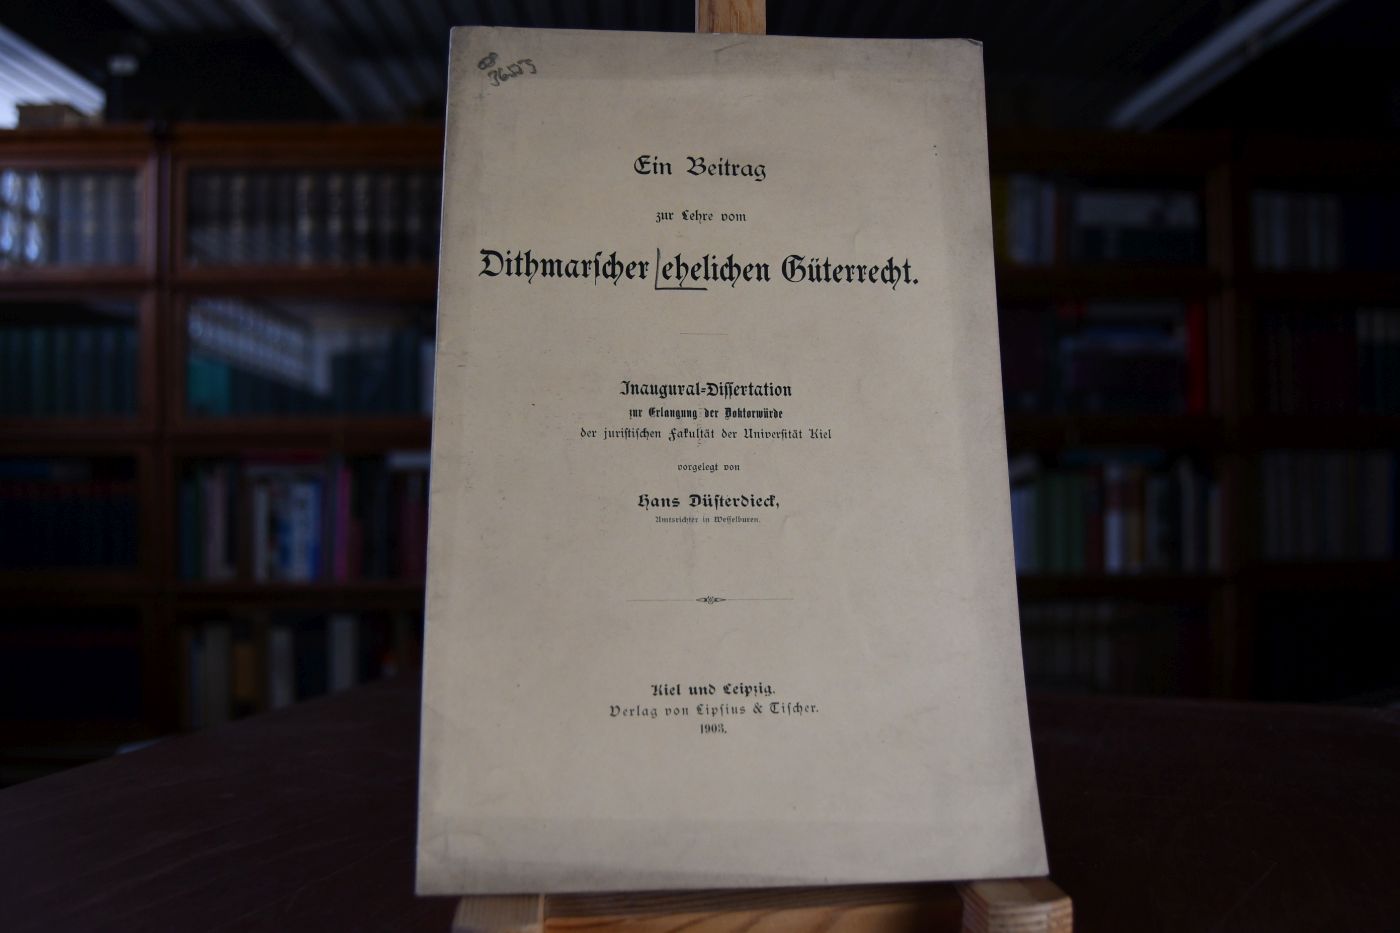 Ein Beitrag
zur Lehre vom
Dithmarſcher ehelichen Güterrecht.
Inaugural-Diſſertation
zur Erlangung der Doktorwürde
der juriſtiſchen Fakultät der Univerſität Kiel
vorgelegt von
Hans Düſterdieck,
Amtsrichter in Weſſelburen.
Kiel und Leipzig.
Verlag von Lipſius & Tiſcher.
1903.